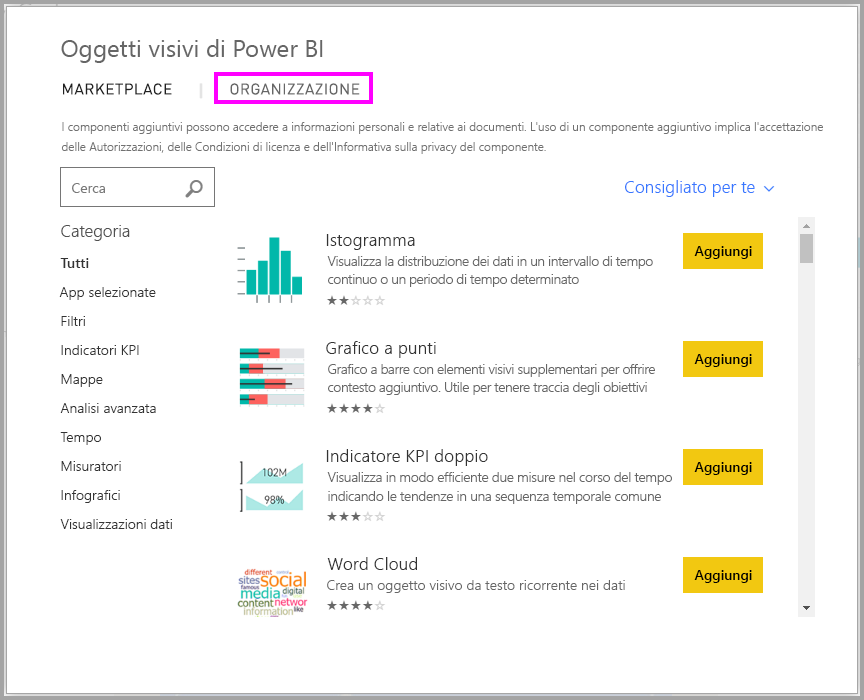 Oggetti visivi di Power BI
MARKETPLACE | ORGANIZZAZIONE
I componenti aggiuntivi possono accedere a informazioni personali e relative ai documenti. L'uso di un componente aggiuntivo implica l'accettazione
delle Autorizzazioni, delle Condizioni di licenza e dell'Informativa sulla privacy del componente.
Cerca
Consigliato per te
Categoria
Tutti
App selezionate
Filtri
Indicatori KPI
Mappe
Analisi avanzata
Tempo
Misuratori
Infografici
Visualizzazioni dati
Istogramma
Visualizza la distribuzione dei dati in un intervallo di tempo
continuo o un periodo di tempo determinato
Aggiungi
Grafico a punti
Grafico a barre con elementi visivi supplementari per offrire
contesto aggiuntivo. Utile per tenere traccia degli obiettivi
Aggiungi
102M
98%
Indicatore KPI doppio
Visualizza in modo efficiente due misure nel corso del tempo
indicando le tendenze in una sequenza temporale comune
Aggiungi
different
sites social
famous
media digital
content networ
information like
Word Cloud
Crea un oggetto visivo da testo ricorrente nei dati
Aggiungi